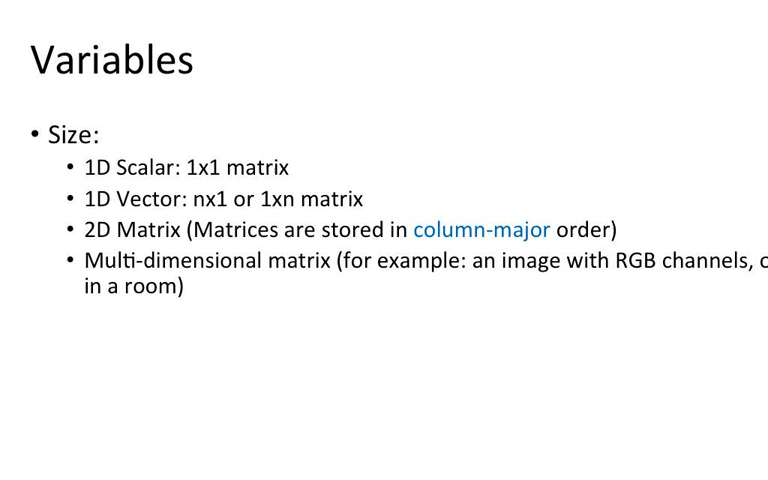 Variables
• Size:
• 1D Scalar: 1x1 matrix
• 1D Vector: nx1 or 1xn matrix
• 2D Matrix (Matrices are stored in column-major order)
• Multi-dimensional matrix (for example: an image with RGB channels,
in a room)